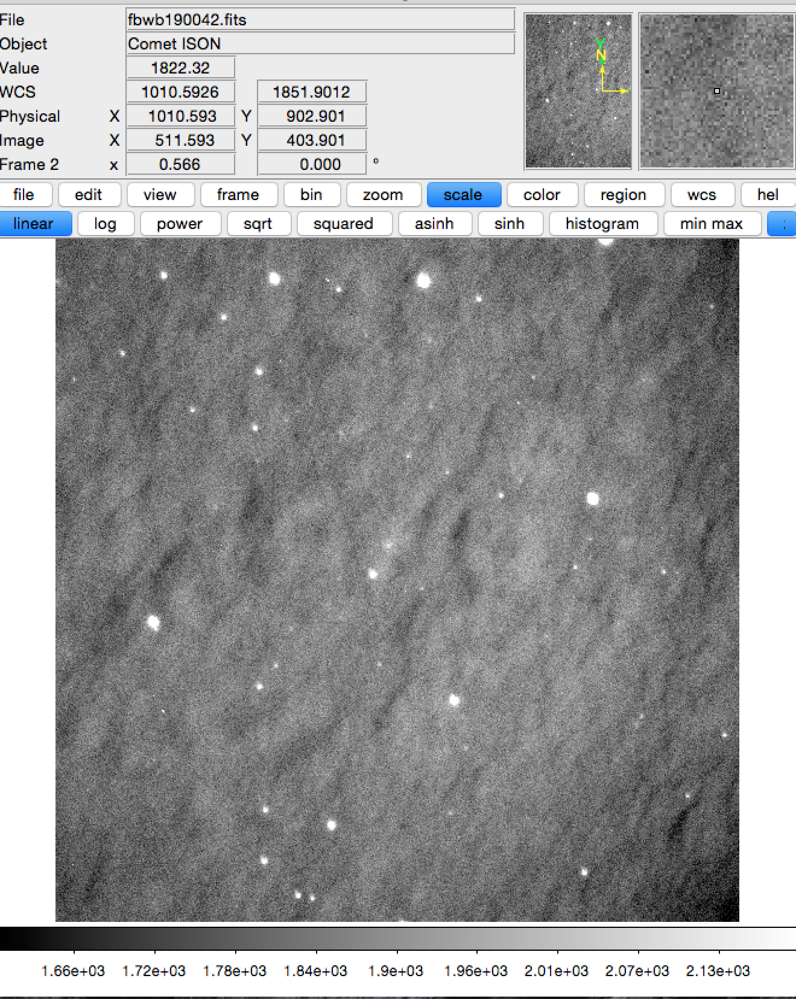 File fbwb190042.fits
Object Comet ISON
Value 1822.32
WCS 1010.5926 1851.9012
Physical X 1010.593 Y 902.901
Image X 511.593 Y 403.901
Frame 2 x 0.566 0.000 °
Y
N
file edit view frame bin zoom scale color region wcs hel
linear log power sqrt squared asinh sinh histogram min max
1.66e+03 1.72e+03 1.78e+03 1.84e+03 1.9e+03 1.96e+03 2.01e+03 2.07e+03 2.13e+03